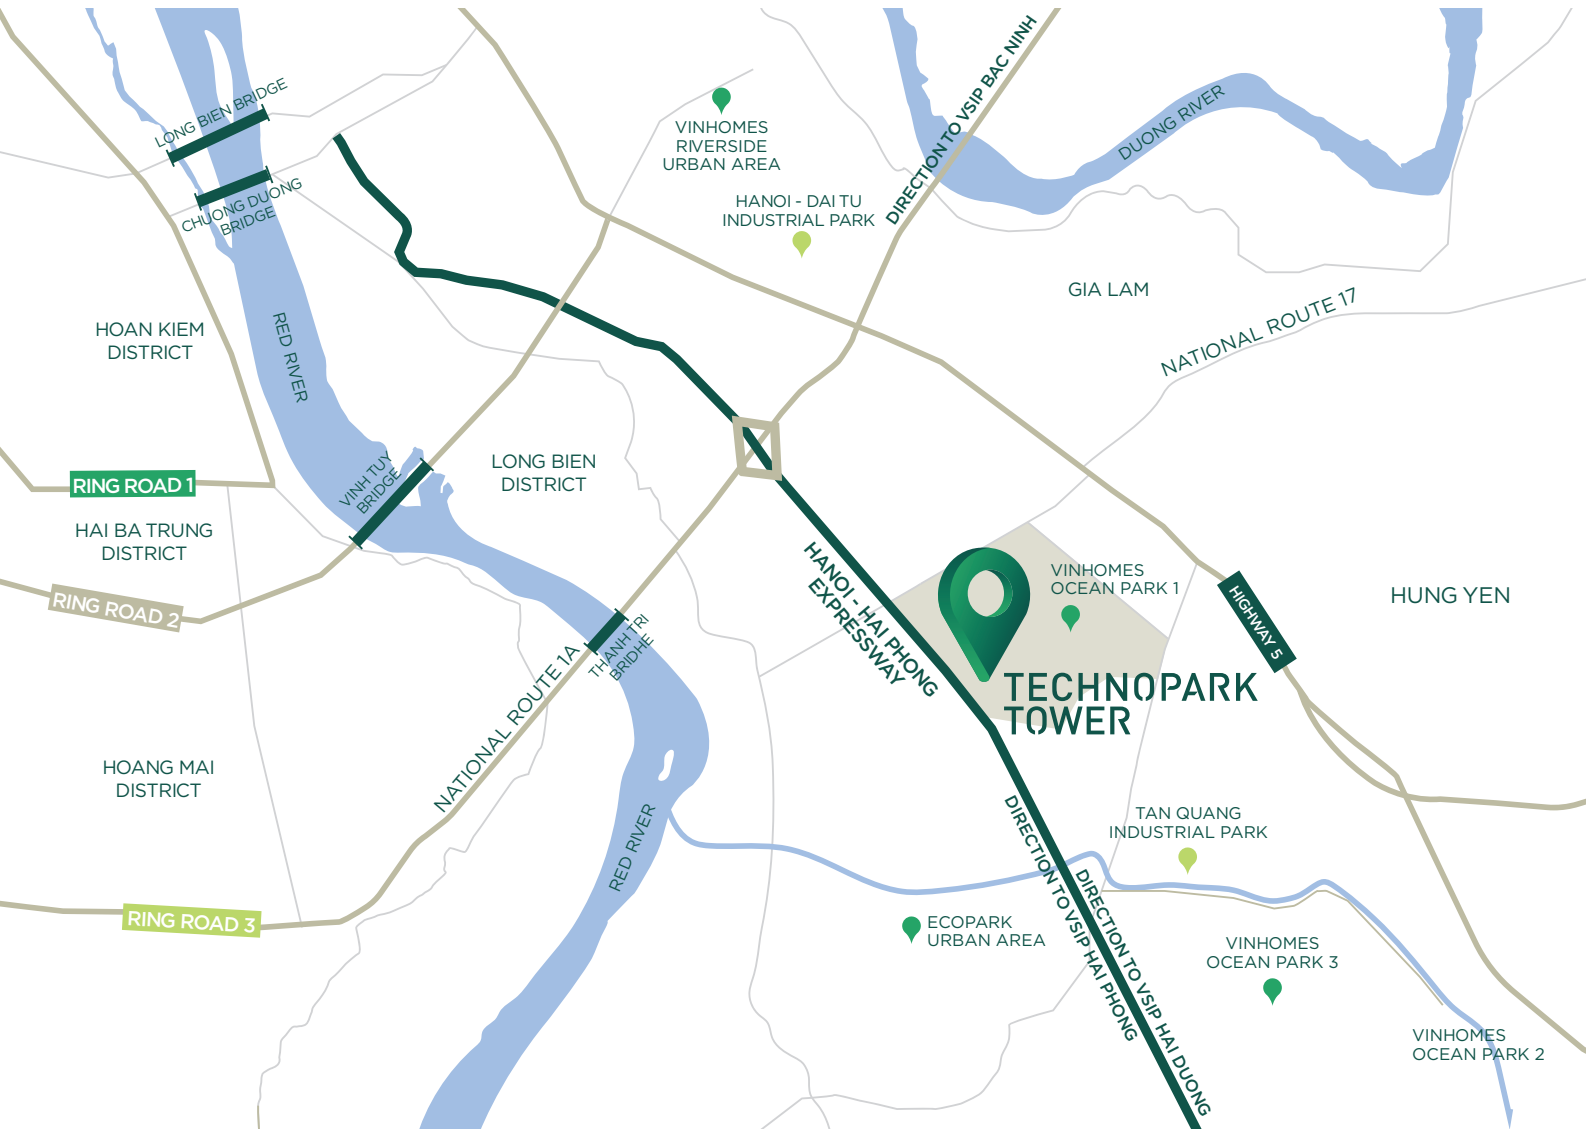 DIRECTION TO VSIP BAC NINH
LONG BIEN BRIDGE
VINHOMES
RIVERSIDE
URBAN AREA
DUONG RIVER
CHUONG DUONG
BRIDGE
HANOI - DAI TU
INDUSTRIAL PARK
GIA LAM
NATIONAL ROUTE 17
HOAN KIEM
DISTRICT
RED RIVER
LONG BIEN
DISTRICT
VINH TUY
BRIDGE
RING ROAD 1
HAI BA TRUNG
DISTRICT
RING ROAD 2
HANOI - HAI PHONG
EXPRESSWAY
VINHOMES
OCEAN PARK 1
HIGHWAY 5
HUNG YEN
THANH TRI
BRIDHE
TECHNOPARK
TOWER
NATIONAL ROUTE 1A
HOANG MAI
DISTRICT
RED RIVER
TAN QUANG
INDUSTRIAL PARK
DIRECTION TO VSIP HAI PHONG
DIRECTION TO VSIP HAI DUONG
RING ROAD 3
ECOPARK
URBAN AREA
VINHOMES
OCEAN PARK 3
VINHOMES
OCEAN PARK 2